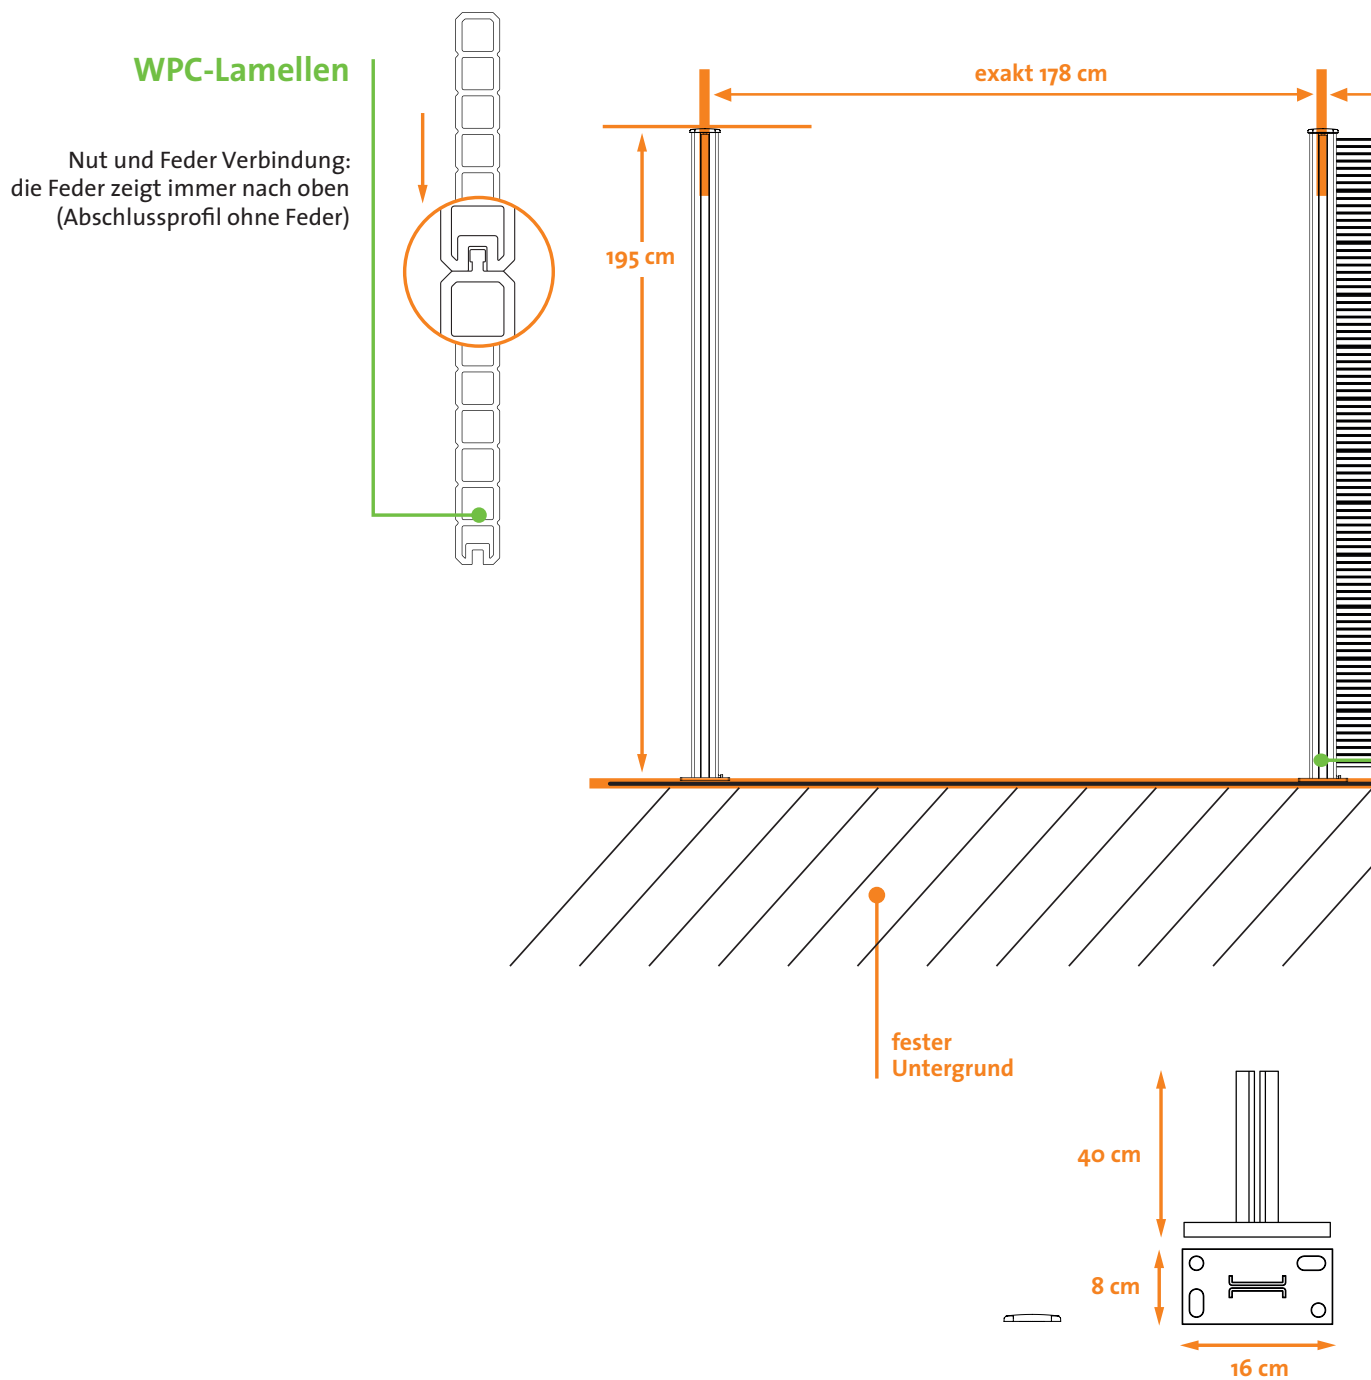 WPC-Lamellen
Nut und Feder Verbindung:
die Feder zeigt immer nach oben
(Abschlussprofil ohne Feder)
exakt 178 cm
195 cm
fester
Untergrund
40 cm
8 cm
16 cm